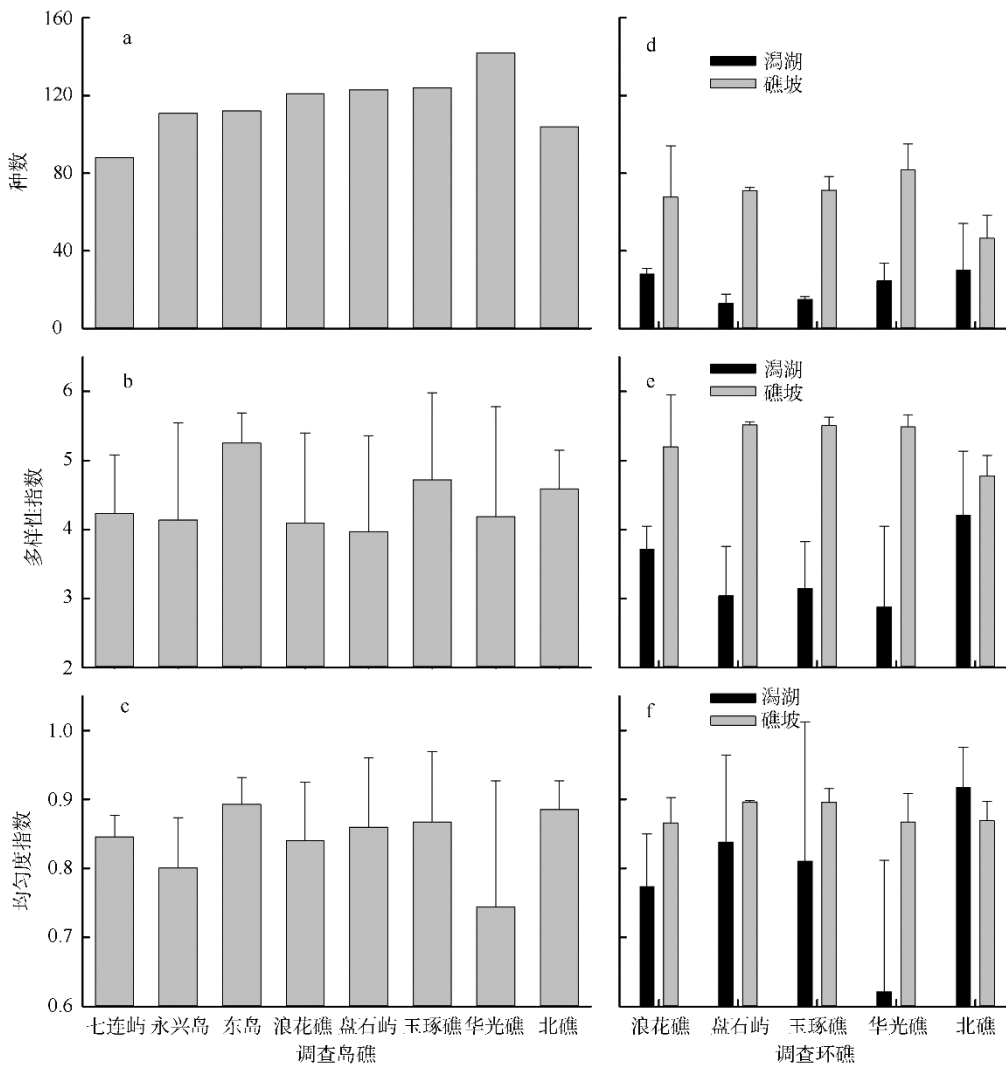 160
a
120
80
40
0
种数
d
潟湖
礁坡
6
b
5
4
3
2
多样性指数
e
潟湖
礁坡
1.0
c
0.9
0.8
0.7
0.6
均匀度指数
f
潟湖
礁坡
七连屿 永兴岛 东岛 浪花礁 盘石屿 玉琢礁 华光礁 北礁
调查岛礁
浪花礁 盘石屿 玉琢礁 华光礁 北礁
调查环礁